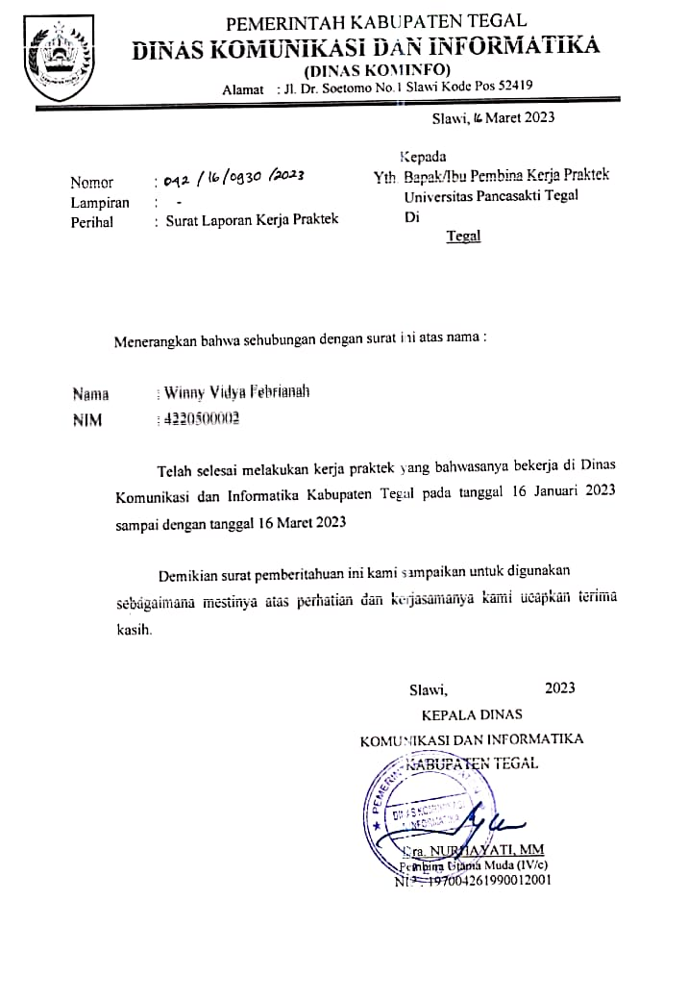 PEMERINTAH KABUPATEN TEGAL
DINAS KOMUNIKASI DAN INFORMATIKA
(DINAS KOMINFO)
Alamat : Jl. Dr. Soetomo No.1 Slawi Kode Pos 52419
Slawi, 16 Maret 2023
Kepada
Yth Bapak/Ibu Pembina Kerja Praktek
Universitas Pancasakti Tegal
Di
Tegal
Nomor : 042 / 16 / 0930 / 2023
Lampiran : -
Perihal : Surat Laporan Kerja Praktek
Menerangkan bahwa sehubungan dengan surat ini atas nama :
Nama : Winny Vidya Febrianah
NIM : 4220500002
Telah selesai melakukan kerja praktek yang bahwasanya bekerja di Dinas
Komunikasi dan Informatika Kabupaten Tegal pada tanggal 16 Januari 2023
sampai dengan tanggal 16 Maret 2023
Demikian surat pemberitahuan ini kami sampaikan untuk digunakan
sebagaimana mestinya atas perhatian dan kerjasamanya kami ucapkan terima
kasih.
Slawi, 2023
KEPALA DINAS
KOMUNIKASI DAN INFORMATIKA
KABUPATEN TEGAL
Dra. NURHAYATI, MM
Pembina Utama Muda (IV/c)
NIP. 197004261990012001